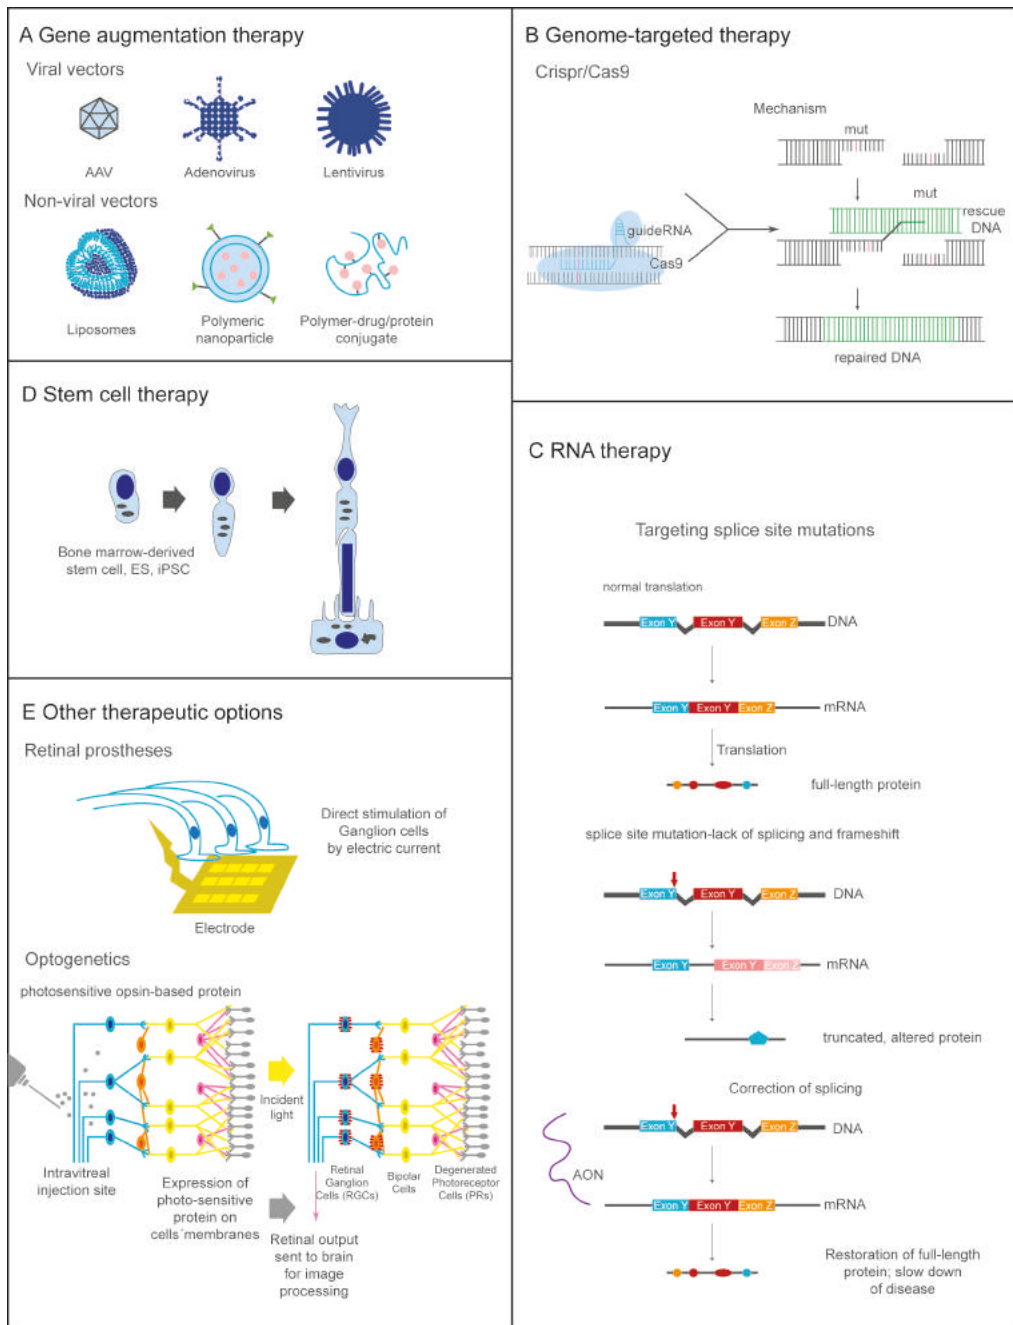 A Gene augmentation therapy
Viral vectors
AAV
Adenovirus
Lentivirus
Non-viral vectors
Liposomes
Polymeric
nanoparticle
Polymer-drug/protein
conjugate
B Genome-targeted therapy
Crispr/Cas9
Mechanism
mut
mut
rescue
DNA
guideRNA
Cas9
repaired DNA
D Stem cell therapy
Bone marrow-derived
stem cell, ES, iPSC
C RNA therapy
Targeting splice site mutations
normal translation
Exon Y
Exon Y
Exon Z
DNA
Exon Y
Exon Y
Exon Z
mRNA
Translation
full-length protein
splice site mutation-lack of splicing and frameshift
Exon Y
Exon Y
Exon Z
DNA
Exon Y
Exon Y
Exon Z
mRNA
truncated, altered protein
Correction of splicing
Exon Y
Exon Y
Exon Z
DNA
AON
Exon Y
Exon Y
Exon Z
mRNA
Restoration of full-length
protein; slow down
of disease
E Other therapeutic options
Retinal prostheses
Direct stimulation of
Ganglion cells
by electric current
Electrode
Optogenetics
photosensitive opsin-based protein
Incident
light
Intravitreal
injection site
Expression of
photo-sensitive
protein on
cells´membranes
Retinal
Ganglion
Cells (RGCs)
Bipolar
Cells
Degenerated
Photoreceptor
Cells (PRs)
Retinal output
sent to brain
for image
processing